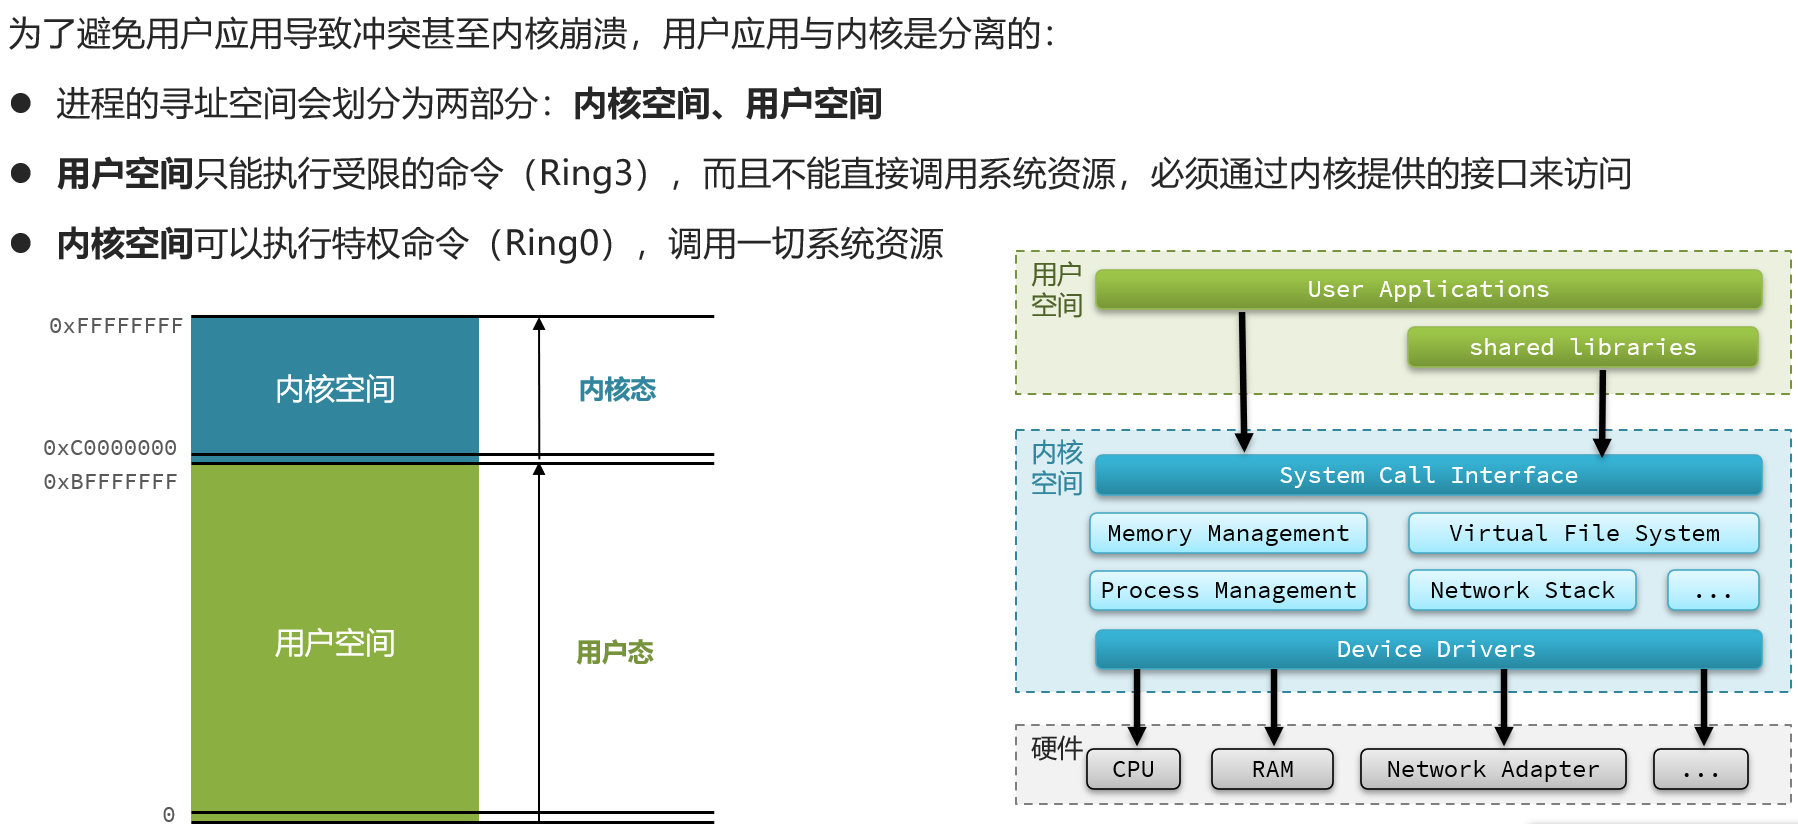 为了避免用户应用导致冲突甚至内核崩溃，用户应用与内核是分离的：
● 进程的寻址空间会划分为两部分：内核空间、用户空间
● 用户空间只能执行受限的命令（Ring3），而且不能直接调用系统资源，必须通过内核提供的接口来访问
● 内核空间可以执行特权命令（Ring0），调用一切系统资源
0xFFFFFFFF
内核空间
内核态
0xC0000000
0xBFFFFFFF
用户空间
用户态
0
用户
空间
User Applications
shared libraries
内核
空间
System Call Interface
Memory Management
Virtual File System
Process Management
Network Stack
...
Device Drivers
硬件
CPU
RAM
Network Adapter
...